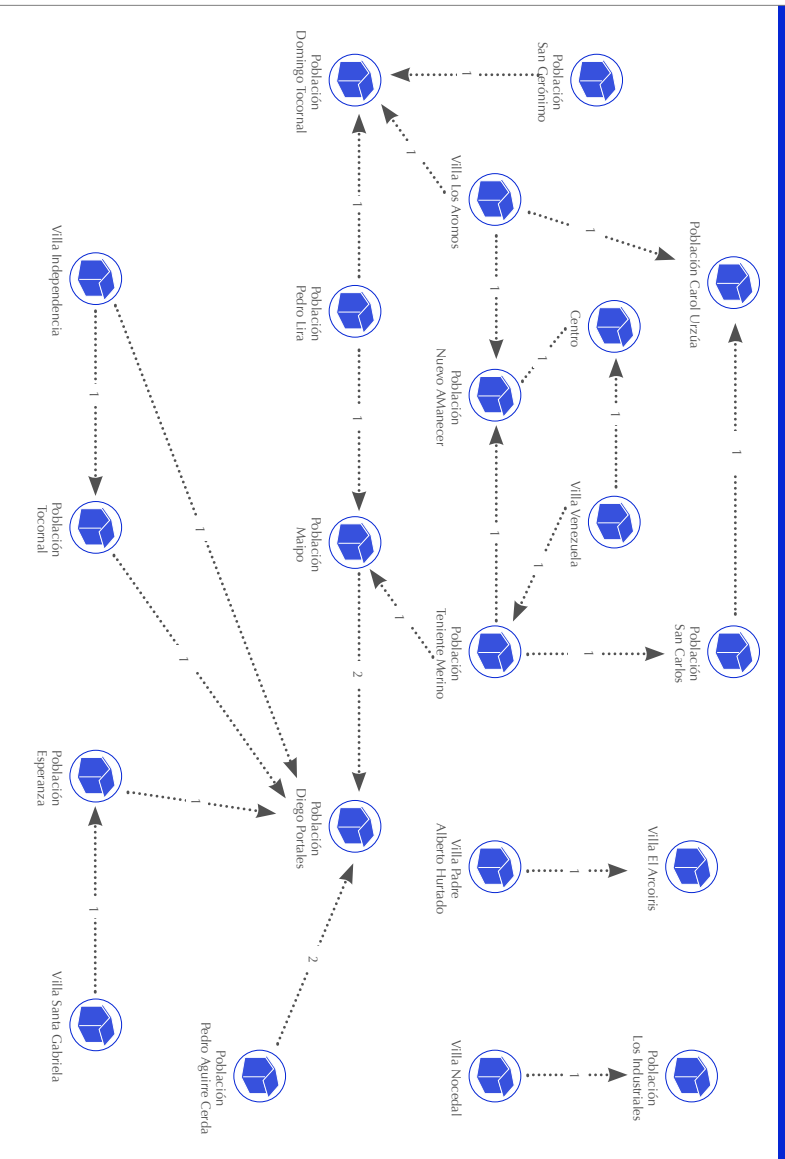 1
Población Carol Urzúa
Población
San Carlos
Villa El Arcoiris
Población
Los Industriales
1
1
1
Centro
Villa Venezuela
1
1
Población
San Gerónimo
1
1
1
1
1
Villa Los Aromos
Población
Nuevo AManecer
Población
Teniente Merino
Villa Padre
Alberto Hurtado
Villa Nocedal
1
1
1
1
2
Población
Domingo Tocornal
Población
Pedro Lira
Población
Maipo
Población
Diego Portales
2
Población
Pedro Aguirre Cerda
1
1
1
1
1
Villa Independencia
Población
Tocornal
Población
Esperanza
Villa Santa Gabriela